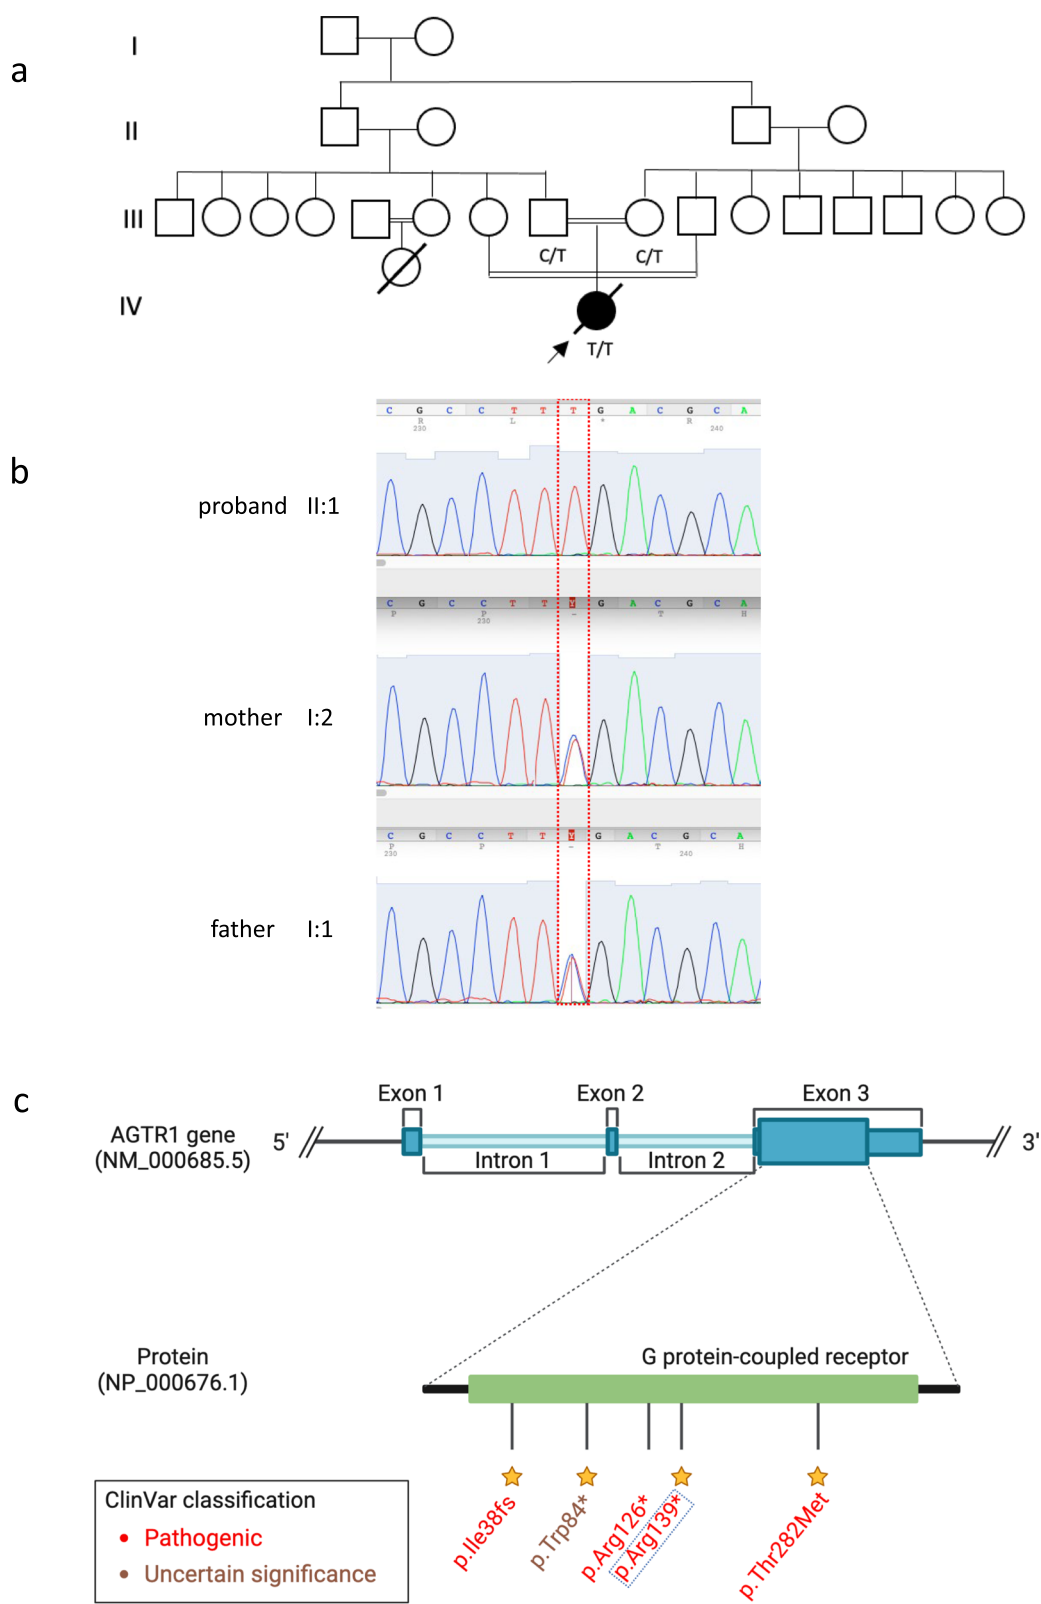 a
I
II
III
C/T
C/T
IV
T/T
b
C G C C T T T G A C G C A
R L * R
230 240
proband II:1
C G C C T T Y G A C G C A
P P - T H
230
mother I:2
C G C C T T Y G A C G C A
P P - T H
230 240
father I:1
c
Exon 1
Exon 2
Exon 3
AGTR1 gene
(NM_000685.5)
5'
3'
Intron 1
Intron 2
Protein
(NP_000676.1)
G protein-coupled receptor
p.Ile38fs
p.Trp84*
p.Arg126*
p.Arg139*
p.Thr282Met
ClinVar classification
• Pathogenic
• Uncertain significance